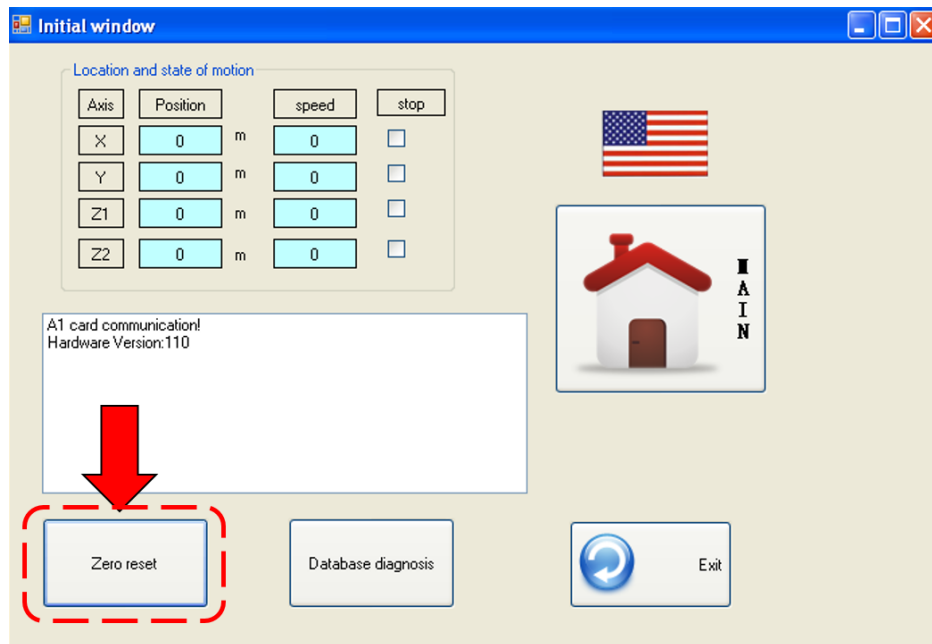 Initial window
Location and state of motion
Axis Position speed stop
X 0 m 0
Y 0 m 0
Z1 0 m 0
Z2 0 m 0
MAIN
A1 card communication!
Hardware Version:110
Zero reset
Database diagnosis
Exit